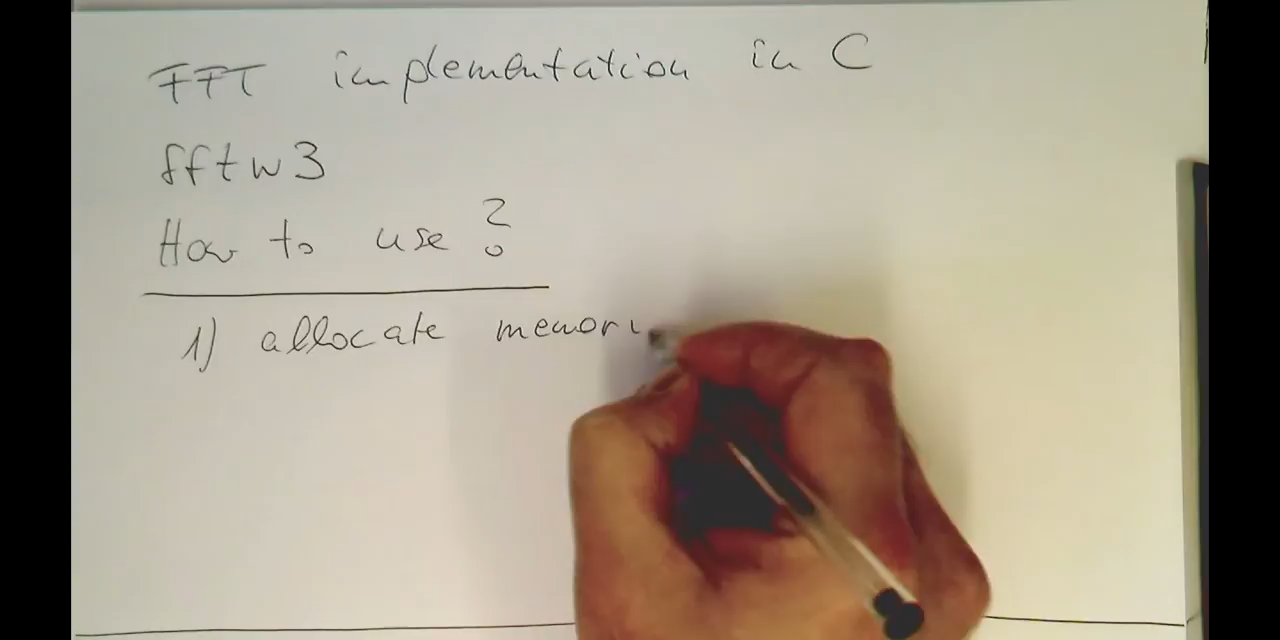 FFT implementation in C
fftw3
How to use ?
1) allocate memor